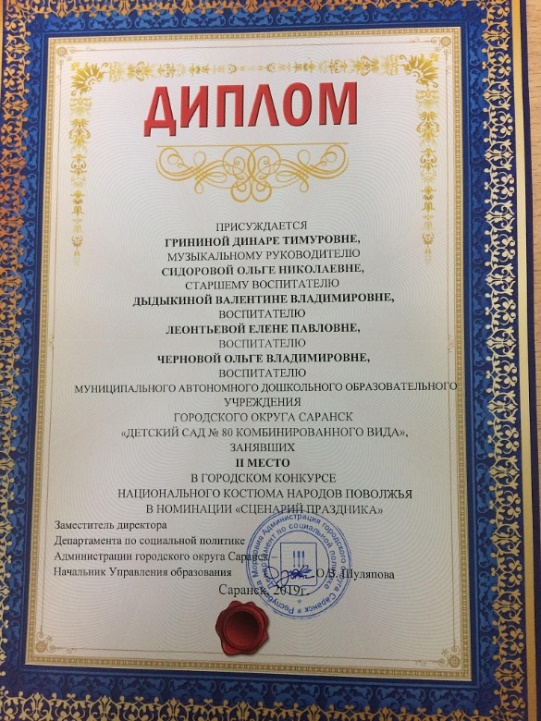 ДИПЛОМ
ПРИСУЖДАЕТСЯ
ГРИНИНОЙ ДИНАРЕ ТИМУРОВНЕ,
МУЗЫКАЛЬНОМУ РУКОВОДИТЕЛЮ
СИДОРОВОЙ ОЛЬГЕ НИКОЛАЕВНЕ,
СТАРШЕМУ ВОСПИТАТЕЛЮ
ДЫДЫКИНОЙ ВАЛЕНТИНЕ ВЛАДИМИРОВНЕ,
ВОСПИТАТЕЛЮ
ЛЕОНТЬЕВОЙ ЕЛЕНЕ ПАВЛОВНЕ,
ВОСПИТАТЕЛЮ
ЧЕРНОВОЙ ОЛЬГЕ ВЛАДИМИРОВНЕ,
ВОСПИТАТЕЛЮ
МУНИЦИПАЛЬНОГО АВТОНОМНОГО ДОШКОЛЬНОГО ОБРАЗОВАТЕЛЬНОГО
УЧРЕЖДЕНИЯ
ГОРОДСКОГО ОКРУГА САРАНСК
«ДЕТСКИЙ САД № 80 КОМБИНИРОВАННОГО ВИДА»,
ЗАНЯВШИХ
II МЕСТО
В ГОРОДСКОМ КОНКУРСЕ
НАЦИОНАЛЬНОГО КОСТЮМА НАРОДОВ ПОВОЛЖЬЯ
В НОМИНАЦИИ «СЦЕНАРИЙ ПРАЗДНИКА»
Заместитель директора
Департамента по социальной политике
Администрации городского округа Саранск –
Начальник Управления образования О.В. Шуляпова
Саранск, 2019г.
Республика Мордовия Администрация городского округа Саранск
Департамент по социальной политике